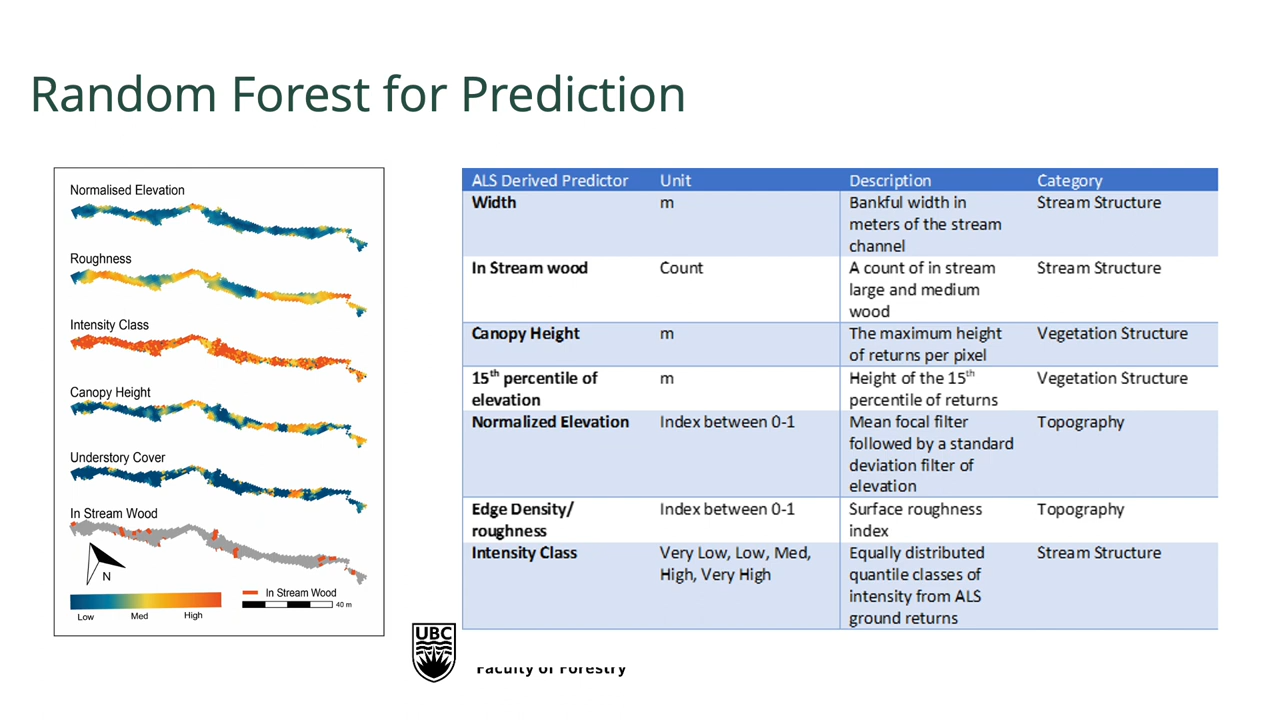 Random Forest for Prediction
Normalised Elevation
Roughness
Intensity Class
Canopy Height
Understory Cover
In Stream Wood
N
Low Med High
In Stream Wood
40 m
ALS Derived Predictor Unit Description Category
Width m Bankful width in Stream Structure
meters of the stream
channel
In Stream wood Count A count of in stream Stream Structure
large and medium
wood
Canopy Height m The maximum height Vegetation Structure
of returns per pixel
15th percentile of m Height of the 15th Vegetation Structure
elevation percentile of returns
Normalized Elevation Index between 0-1 Mean focal filter Topography
followed by a standard
deviation filter of
elevation
Edge Density/ Index between 0-1 Surface roughness Topography
roughness index
Intensity Class Very Low, Low, Med, Equally distributed Stream Structure
High, Very High quantile classes of
intensity from ALS
ground returns
UBC
Faculty of Forestry